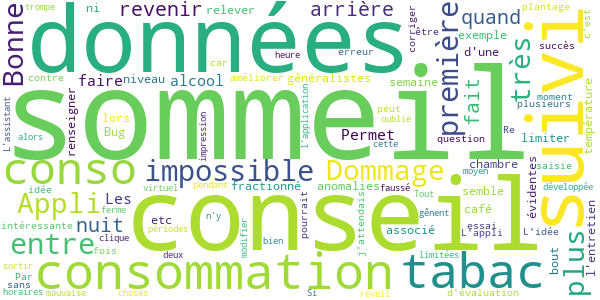 trompe
ni
revenir
relever
arrière
corriger
être
quand
plantage
c'est
Bonne
données
première
exemple
d'une
très
succès
contre
faire
niveau
alcool
car
heure
améliorer
erreur
généralistes
semaine
fait
plusieurs
moment
suivi
L'assistant
renseigner
sommeil
lors
Bug
impression
l'application
peut
oublie
cette
Permet
question
Re
limiter
température
alors
conso
impossible
Dommage
chambre
saisie
moyen
idée
virtuel
pendant
fractionné
anomalies
faussé
Tout
semble
évidentes
développée
Appli
Les
ferme
n'y
conseil
pourrait
j'attendais
gênent
café
plus
intéressante
nuit
etc
clique
périodes
modifier
associé
essai
L'appli
L'idée
l'entretien
entre
fois
deux
bien
limitées
bout
sortir
Par
sans
consommation
tabac
horaires
mauvaise
choses
Si
réveil
d'évaluation